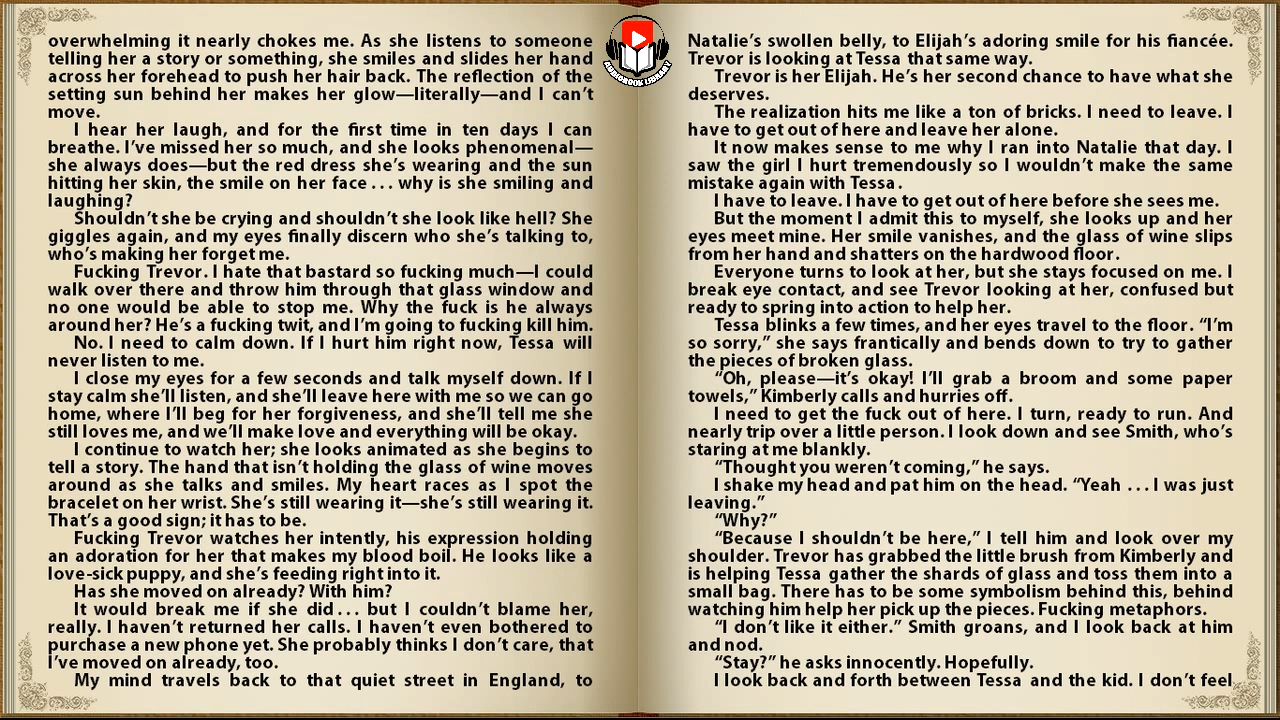 overwhelming it nearly chokes me. As she listens to someone
telling her a story or something, she smiles and slides her hand
across her forehead to push her hair back. The reflection of the
setting sun behind her makes her glow—literally—and I can’t
move.
I hear her laugh, and for the first time in ten days I can
breathe. I’ve missed her so much, and she looks phenomenal—
she always does—but the red dress she’s wearing and the sun
hitting her skin, the smile on her face . . . why is she smiling and
laughing?
Shouldn’t she be crying and shouldn’t she look like hell? She
giggles again, and my eyes finally discern who she’s talking to,
who’s making her forget me.
Fucking Trevor. I hate that bastard so fucking much—I could
walk over there and throw him through that glass window and
no one would be able to stop me. Why the fuck is he always
around her? He’s a fucking twit, and I’m going to fucking kill him.
No. I need to calm down. If I hurt him right now, Tessa will
never listen to me.
I close my eyes for a few seconds and talk myself down. If I
stay calm she’ll listen, and she’ll leave here with me so we can go
home, where I’ll beg for her forgiveness, and she’ll tell me she
still loves me, and we’ll make love and everything will be okay.
I continue to watch her; she looks animated as she begins to
tell a story. The hand that isn’t holding the glass of wine moves
around as she talks and smiles. My heart races as I spot the
bracelet on her wrist. She’s still wearing it—she’s still wearing it.
That’s a good sign; it has to be.
Fucking Trevor watches her intently, his expression holding
an adoration for her that makes my blood boil. He looks like a
love-sick puppy, and she’s feeding right into it.
Has she moved on already? With him?
It would break me if she did . . . but I couldn’t blame her,
really. I haven’t returned her calls. I haven’t even bothered to
purchase a new phone yet. She probably thinks I don’t care, that
I’ve moved on already, too.
My mind travels back to that quiet street in England, to
AUDIOBOOK LIBRARY
Natalie’s swollen belly, to Elijah’s adoring smile for his fiancée.
Trevor is looking at Tessa that same way.
Trevor is her Elijah. He’s her second chance to have what she
deserves.
The realization hits me like a ton of bricks. I need to leave. I
have to get out of here and leave her alone.
It now makes sense to me why I ran into Natalie that day. I
saw the girl I hurt tremendously so I wouldn’t make the same
mistake again with Tessa.
I have to leave. I have to get out of here before she sees me.
But the moment I admit this to myself, she looks up and her
eyes meet mine. Her smile vanishes, and the glass of wine slips
from her hand and shatters on the hardwood floor.
Everyone turns to look at her, but she stays focused on me. I
break eye contact, and see Trevor looking at her, confused but
ready to spring into action to help her.
Tessa blinks a few times, and her eyes travel to the floor. “I’m
so sorry,” she says frantically and bends down to try to gather
the pieces of broken glass.
“Oh, please—it’s okay! I’ll grab a broom and some paper
towels,” Kimberly calls and hurries off.
I need to get the fuck out of here. I turn, ready to run. And
nearly trip over a little person. I look down and see Smith, who’s
staring at me blankly.
“Thought you weren’t coming,” he says.
I shake my head and pat him on the head. “Yeah . . . I was just
leaving.”
“Why?”
“Because I shouldn’t be here,” I tell him and look over my
shoulder. Trevor has grabbed the little brush from Kimberly and
is helping Tessa gather the shards of glass and toss them into a
small bag. There has to be some symbolism behind this, behind
watching him help her pick up the pieces. Fucking metaphors.
“I don’t like it either.” Smith groans, and I look back at him
and nod.
“Stay?” he asks innocently. Hopefully.
I look back and forth between Tessa and the kid. I don’t feel